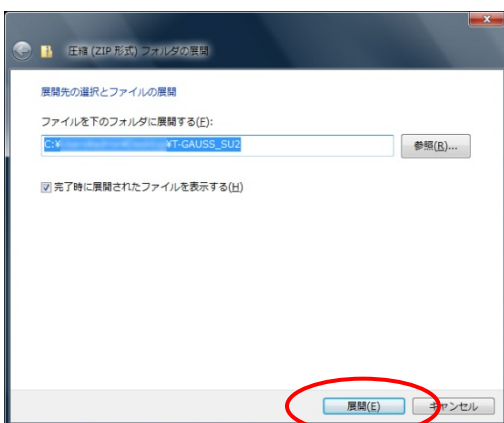 圧縮 (ZIP 形式) フォルダの展開
展開先の選択とファイルの展開
ファイルを下のフォルダに展開する(F):
C:¥ ¥T-GAUSS_SU2
参照(R)...
完了時に展開されたファイルを表示する(H)
展開(E)
キャンセル